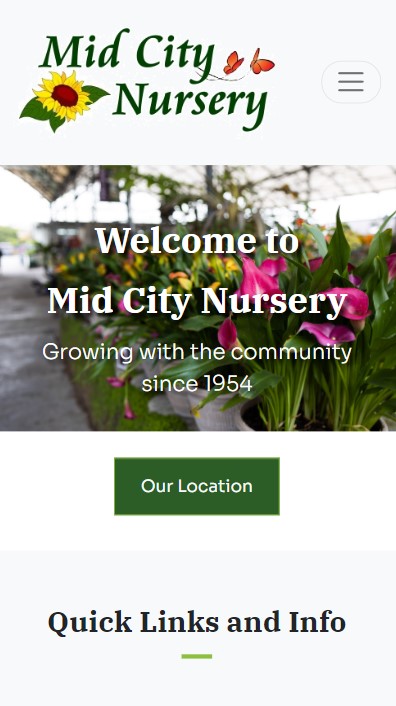 Mid City
Nursery
Welcome to
Mid City Nursery
Growing with the community
since 1954
Our Location
Quick Links and Info